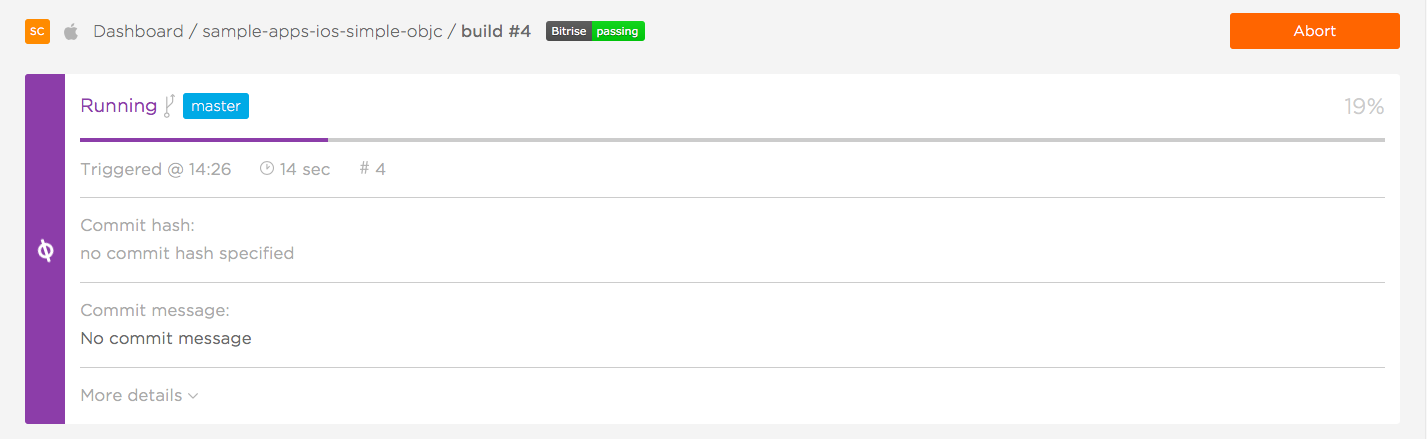 SC Dashboard / sample-apps-ios-simple-objc / build #4 Bitrise passing Abort
Running master 19%
Triggered @ 14:26 14 sec # 4
Commit hash:
no commit hash specified
Commit message:
No commit message
More details